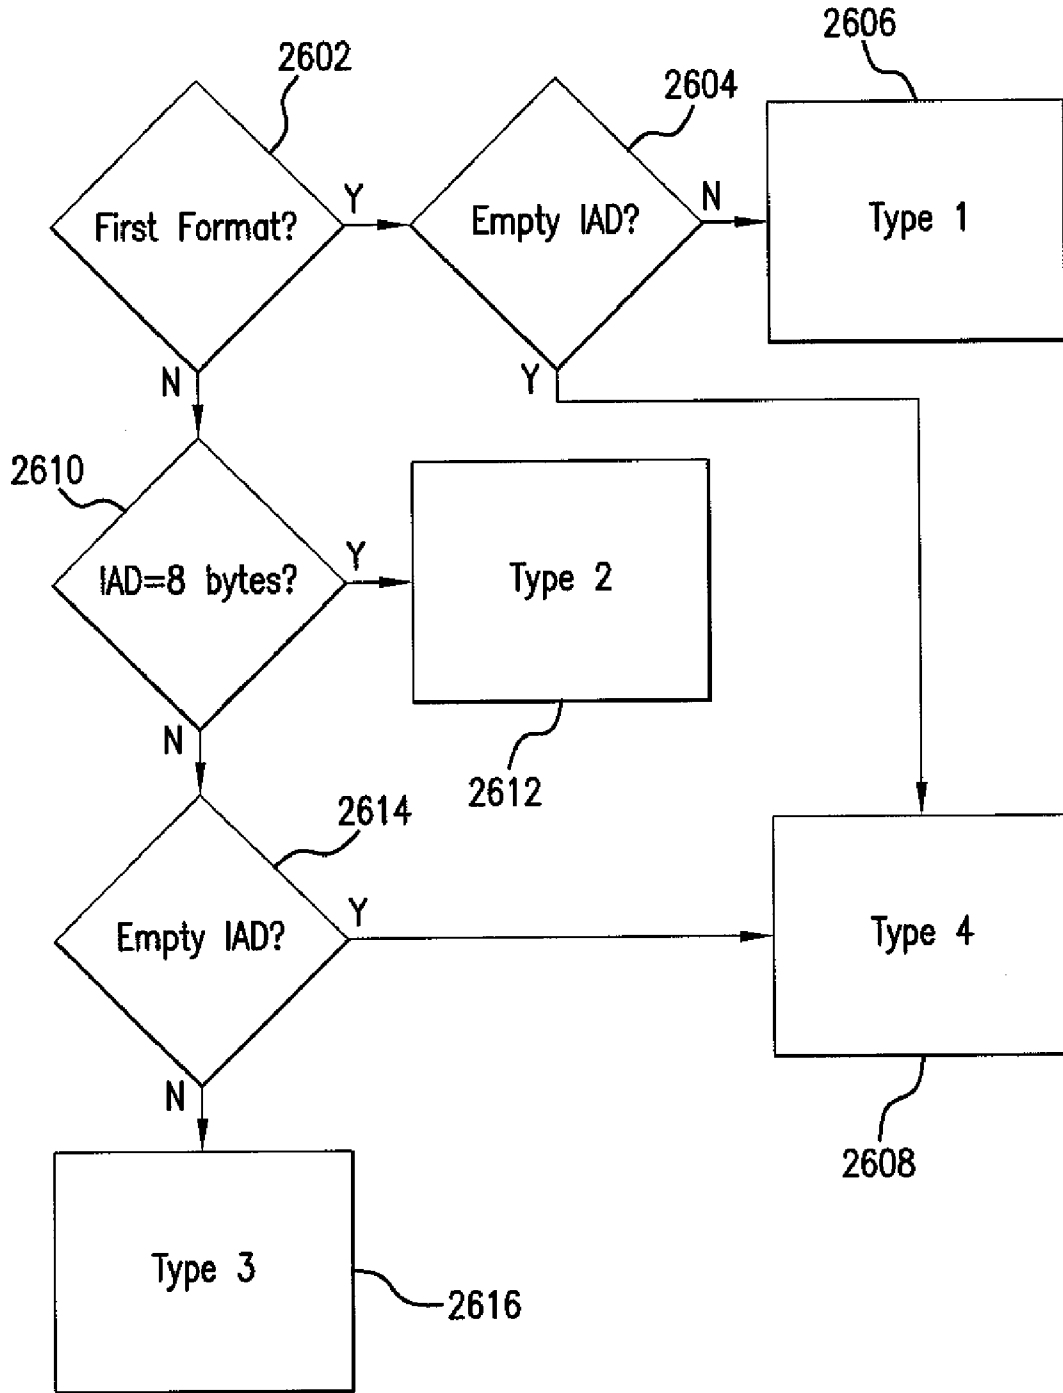 2602
2604
2606
First Format?
Y
Empty IAD?
N
Type 1
N
Y
2610
IAD=8 bytes?
Y
Type 2
N
2612
2614
Empty IAD?
Y
Type 4
N
2608
Type 3
2616